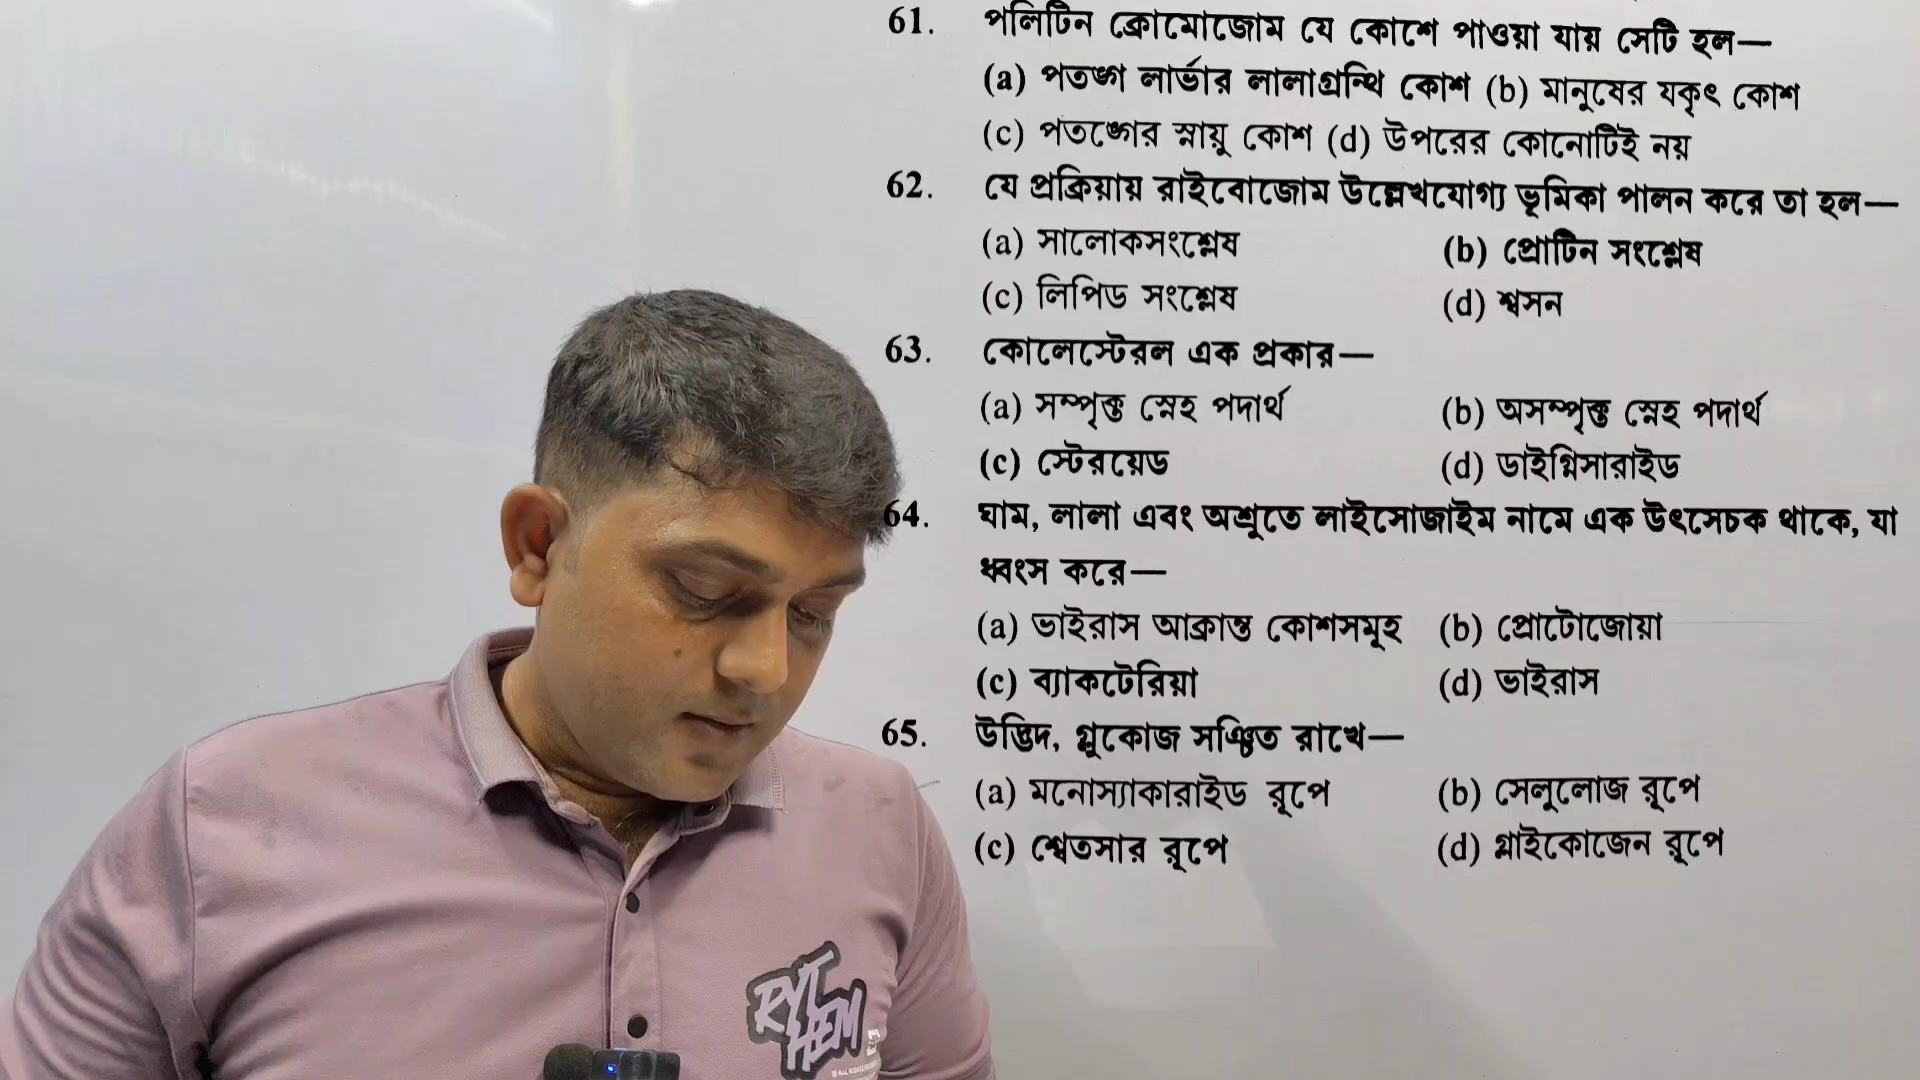 61. পলিটিন ক্রোমোজোম যে কোশে পাওয়া যায় সেটি হল—
(a) পতঙ্গ লার্ভার লালাগ্রন্থি কোশ (b) মানুষের যকৃৎ কোশ
(c) পতঙ্গের স্নায়ু কোশ (d) উপরের কোনোটিই নয়
62. যে প্রক্রিয়ায় রাইবোজোম উল্লেখযোগ্য ভূমিকা পালন করে তা হল—
(a) সালোকসংশ্লেষ (b) প্রোটিন সংশ্লেষ
(c) লিপিড সংশ্লেষ (d) শ্বসন
63. কোলেস্টেরল এক প্রকার—
(a) সম্পৃক্ত স্নেহ পদার্থ (b) অসম্পৃক্ত স্নেহ পদার্থ
(c) স্টেরয়েড (d) ডাইগ্লিসারাইড
64. ঘাম, লালা এবং অশ্রুতে লাইসোজাইম নামে এক উৎসেচক থাকে, যা
ধ্বংস করে—
(a) ভাইরাস আক্রান্ত কোশসমূহ (b) প্রোটোজোয়া
(c) ব্যাকটেরিয়া (d) ভাইরাস
65. উদ্ভিদ, গ্লুকোজ সঞ্চিত রাখে—
(a) মনোস্যাকারাইড রূপে (b) সেলুলোজ রূপে
(c) শ্বেতসার রূপে (d) গ্লাইকোজেন রূপে
RYT
HEM